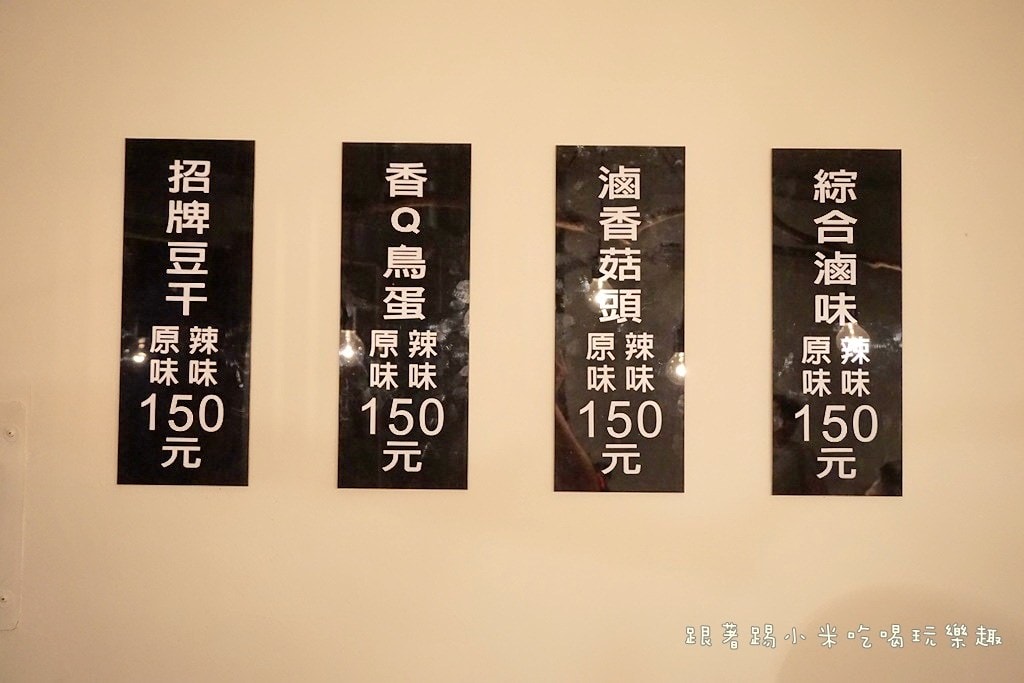 招牌豆干
原味 辣味
150
元
香Q鳥蛋
原味 辣味
150
元
滷香菇頭
原味 辣味
150
元
綜合滷味
原味 辣味
150
元
跟著踢小米吃喝玩樂趣